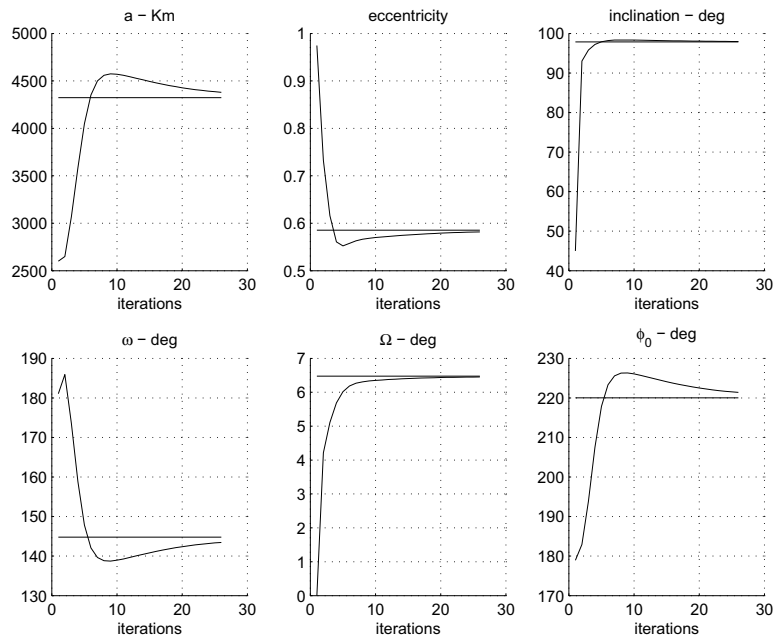 a − Km
5000
4500
4000
3500
3000
2500
0 10 20 30
iterations
eccentricity
1
0.9
0.8
0.7
0.6
0.5
0 10 20 30
iterations
inclination − deg
100
90
80
70
60
50
40
0 10 20 30
iterations
ω − deg
190
180
170
160
150
140
130
0 10 20 30
iterations
Ω − deg
7
6
5
4
3
2
1
0
0 10 20 30
iterations
ϕ₀ − deg
230
220
210
200
190
180
170
0 10 20 30
iterations